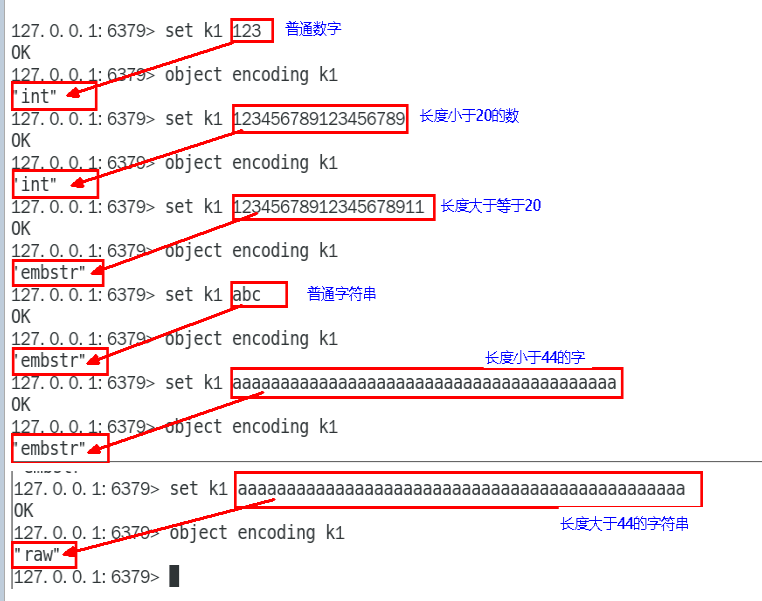 127.0.0.1:6379> set k1 123 普通数字
OK
127.0.0.1:6379> object encoding k1
"int"
127.0.0.1:6379> set k1 123456789123456789 长度小于20的数
OK
127.0.0.1:6379> object encoding k1
"int"
127.0.0.1:6379> set k1 12345678912345678911 长度大于等于20
OK
127.0.0.1:6379> object encoding k1
"embstr"
127.0.0.1:6379> set k1 abc 普通字符串
OK
127.0.0.1:6379> object encoding k1
"embstr"
长度小于44的字
127.0.0.1:6379> set k1 aaaaaaaaaaaaaaaaaaaaaaaaaaaaaaaaaaaaaaaa
OK
127.0.0.1:6379> object encoding k1
"embstr"
127.0.0.1:6379> set k1 aaaaaaaaaaaaaaaaaaaaaaaaaaaaaaaaaaaaaaaaaaaaaa
OK
长度大于44的字符串
127.0.0.1:6379> object encoding k1
"raw"
127.0.0.1:6379>